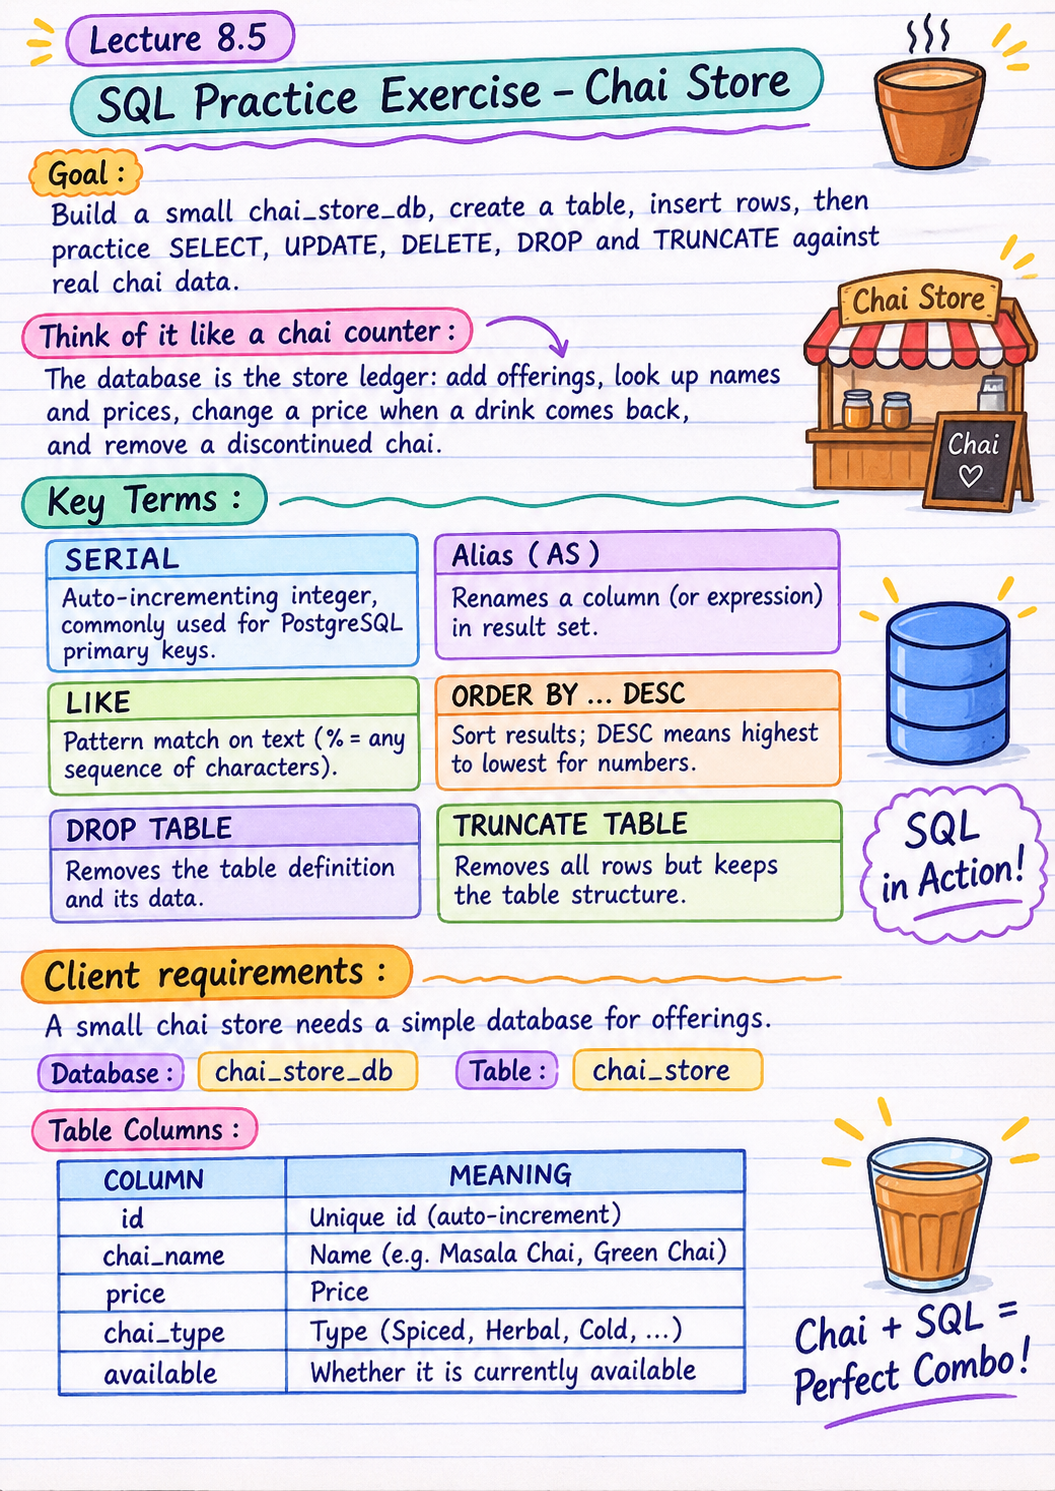 Lecture 8.5
SQL Practice Exercise – Chai Store
Goal :
Build a small chai_store_db, create a table, insert rows, then
practice SELECT, UPDATE, DELETE, DROP and TRUNCATE against
real chai data.
Chai Store
Think of it like a chai counter :
The database is the store ledger: add offerings, look up names
and prices, change a price when a drink comes back,
and remove a discontinued chai.
Chai
Key Terms :
SERIAL
Auto-incrementing integer,
commonly used for PostgreSQL
primary keys.
Alias (AS)
Renames a column (or expression)
in result set.
LIKE
Pattern match on text (% = any
sequence of characters).
ORDER BY ... DESC
Sort results; DESC means highest
to lowest for numbers.
DROP TABLE
Removes the table definition
and its data.
TRUNCATE TABLE
Removes all rows but keeps
the table structure.
SQL
in Action!
Client requirements :
A small chai store needs a simple database for offerings.
Database : chai_store_db Table : chai_store
Table Columns :
COLUMN MEANING
id Unique id (auto-increment)
chai_name Name (e.g. Masala Chai, Green Chai)
price Price
chai_type Type (Spiced, Herbal, Cold, ...)
available Whether it is currently available
Chai + SQL =
Perfect Combo!